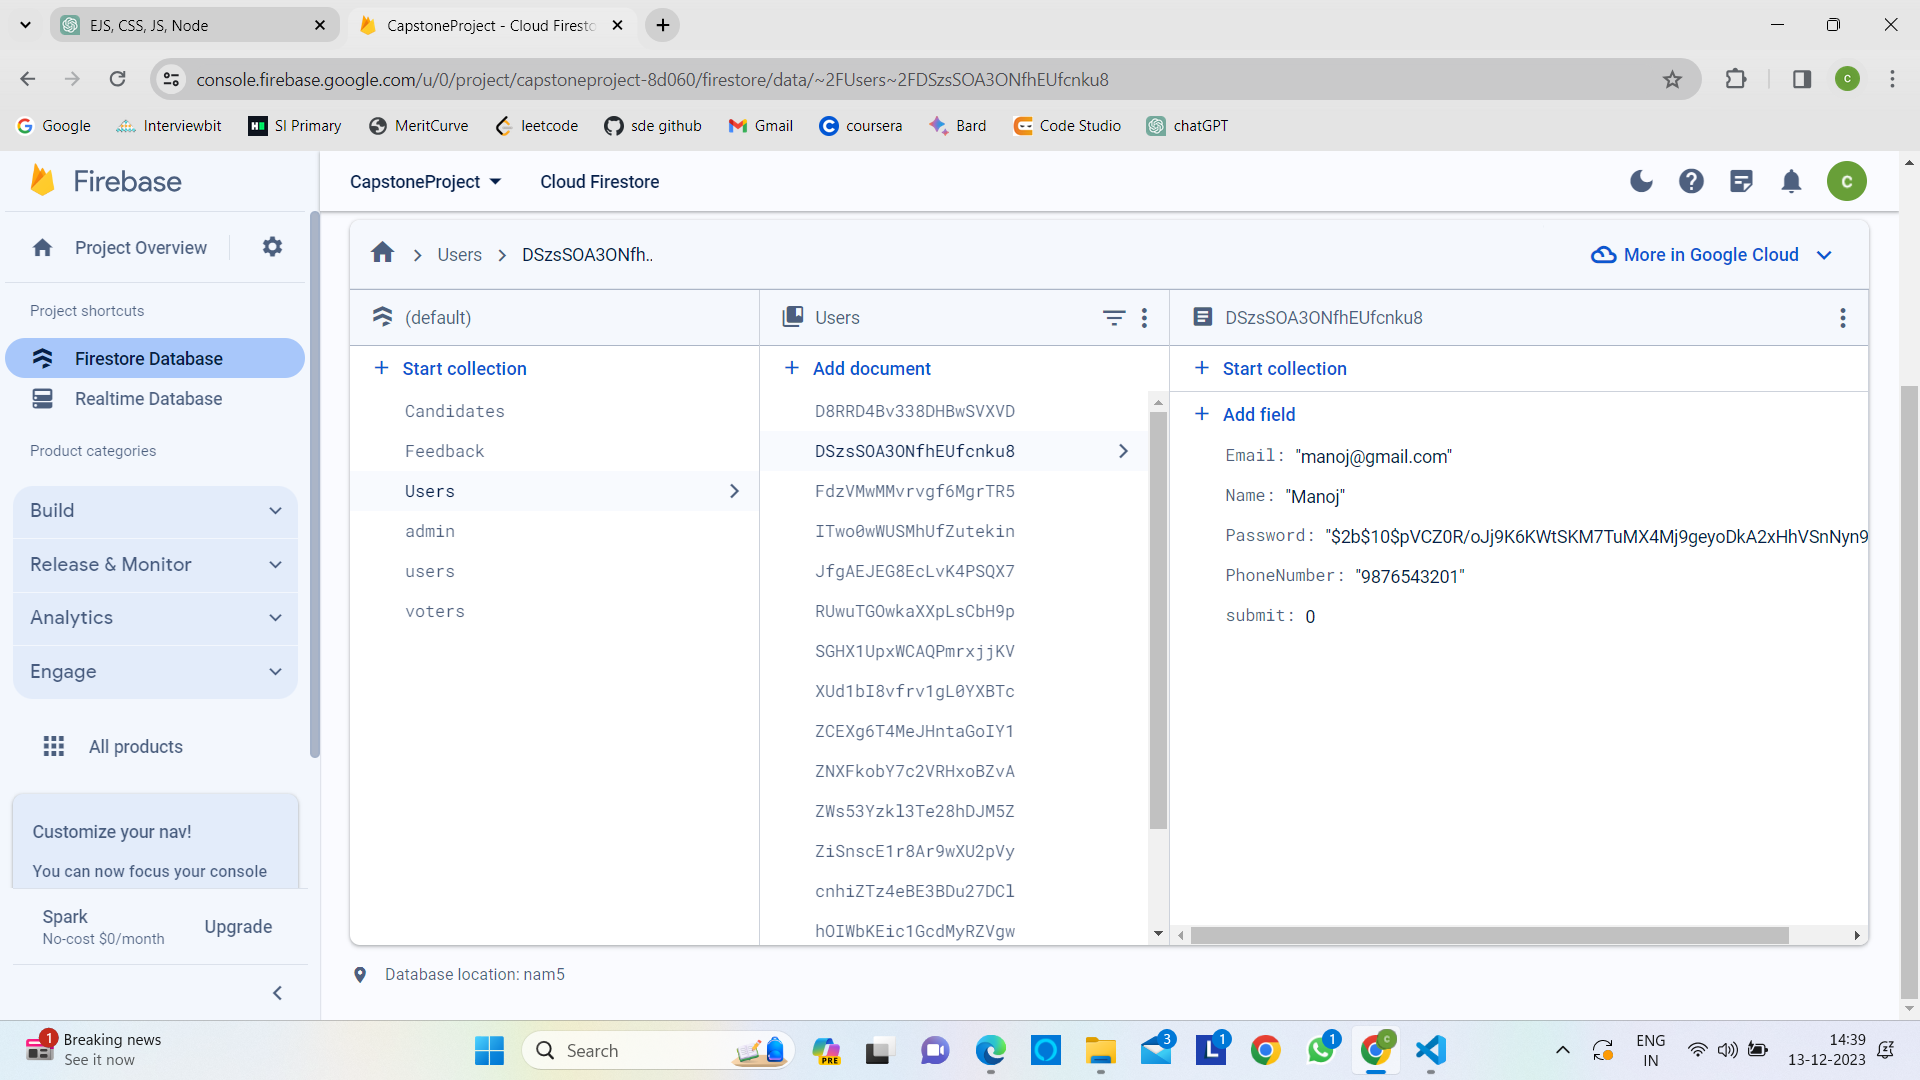 EJS, CSS, JS, Node
CapstoneProject - Cloud Firesto
console.firebase.google.com/u/0/project/capstoneproject-8d060/firestore/data/~2FUsers~2FDSzsSOA3ONfhEUfcnku8
C
Google
Interviewbit
SI Primary
MeritCurve
leetcode
sde github
Gmail
coursera
Bard
Code Studio
chatGPT
Firebase
CapstoneProject
Cloud Firestore
C
Project Overview
Project shortcuts
Firestore Database
Realtime Database
Product categories
Build
Release & Monitor
Analytics
Engage
All products
Customize your nav!
You can now focus your console
Spark
No-cost $0/month
Upgrade
Users
DSzsSOA3ONfh..
More in Google Cloud
(default)
Start collection
Candidates
Feedback
Users
admin
users
voters
Users
Add document
D8RRD4Bv338DHBwSVXVD
DSzsSOA3ONfhEUfcnku8
FdzVMwMMvrvgf6MgrTR5
ITwo0wWUSMhUfZutekin
JfgAEJEG8EcLvK4PSQX7
RUwuTGOwkaXXpLsCbH9p
SGHX1UpxWCAQPmrxjjKV
XUd1bI8vfrv1gL0YXBTc
ZCEXg6T4MeJHntaGoIY1
ZNXFkobY7c2VRHxoBZvA
ZWs53Yzkl3Te28hDJM5Z
ZiSnscE1r8Ar9wXU2pVy
cnhiZTz4eBE3BDu27DCl
hOIWbKEic1GcdMyRZVgw
DSzsSOA3ONfhEUfcnku8
Start collection
Add field
Email: "manoj@gmail.com"
Name: "Manoj"
Password: "$2b$10$pVCZ0R/oJj9K6KWtSKM7TuMX4Mj9geyoDkA2xHhVSnNyn9
PhoneNumber: "9876543201"
submit: 0
Database location: nam5
1
Breaking news
See it now
Search
PRE
3
L
1
1
C
ENG
IN
14:39
13-12-2023